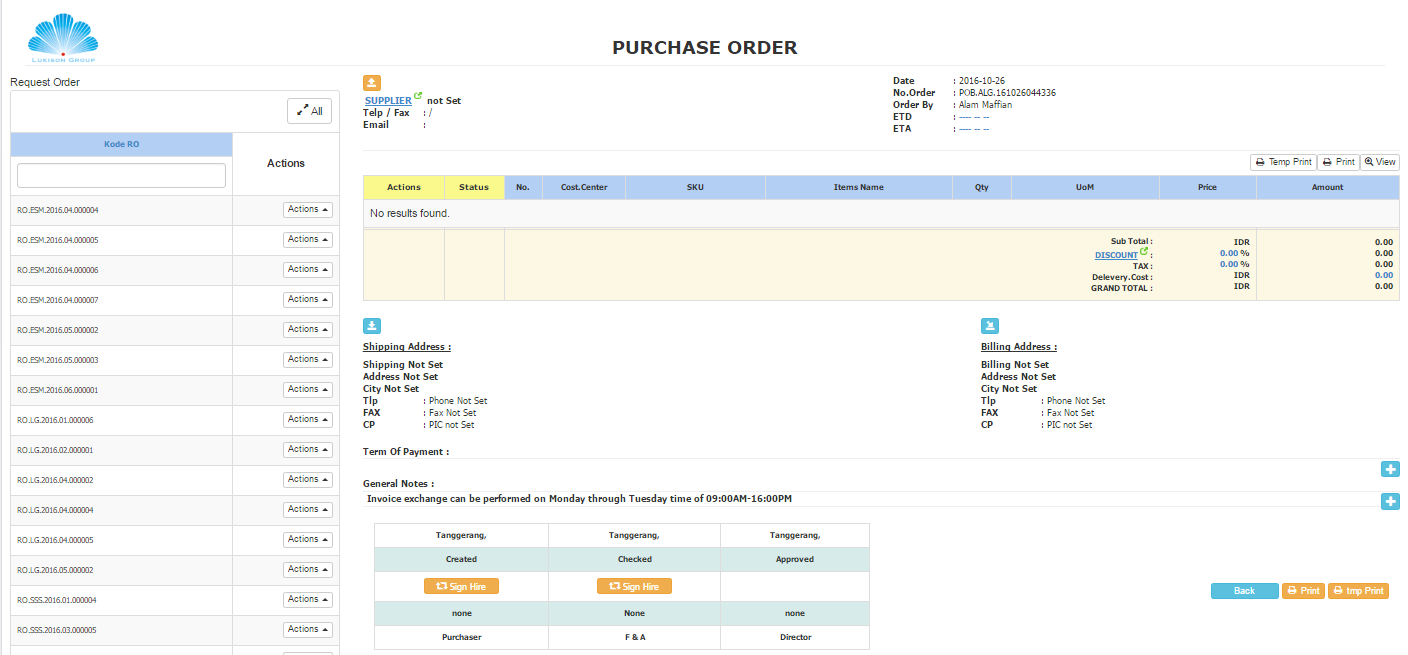 LUKISON GROUP
PURCHASE ORDER
Request Order
All
Kode RO
Actions
RO.ESM.2016.04.000004 Actions
RO.ESM.2016.04.000005 Actions
RO.ESM.2016.04.000006 Actions
RO.ESM.2016.04.000007 Actions
RO.ESM.2016.05.000002 Actions
RO.ESM.2016.05.000003 Actions
RO.ESM.2016.06.000001 Actions
RO.LG.2016.01.000006 Actions
RO.LG.2016.02.000001 Actions
RO.LG.2016.04.000002 Actions
RO.LG.2016.04.000004 Actions
RO.LG.2016.04.000005 Actions
RO.LG.2016.05.000002 Actions
RO.SSS.2016.01.000004 Actions
RO.SSS.2016.03.000005 Actions
SUPPLIER not Set
Telp / Fax : /
Email :
Date : 2016-10-26
No.Order : POB.ALG.161026044336
Order By : Alam Maffian
ETD : ---- -- --
ETA : ---- -- --
Temp Print Print View
Actions Status No. Cost.Center SKU Items Name Qty UoM Price Amount
No results found.
Sub Total : IDR 0.00
DISCOUNT : 0.00 % 0.00
TAX : 0.00 % 0.00
Delevery.Cost : IDR 0.00
GRAND TOTAL : IDR 0.00
Shipping Address :
Shipping Not Set
Address Not Set
City Not Set
Tlp : Phone Not Set
FAX : Fax Not Set
CP : PIC not Set
Billing Address :
Billing Not Set
Address Not Set
City Not Set
Tlp : Phone Not Set
FAX : Fax Not Set
CP : PIC not Set
Term Of Payment :
General Notes :
Invoice exchange can be performed on Monday through Tuesday time of 09:00AM-16:00PM
Tanggerang, Tanggerang, Tanggerang,
Created Checked Approved
Sign Hire Sign Hire
none None none
Purchaser F & A Director
Back Print tmp Print